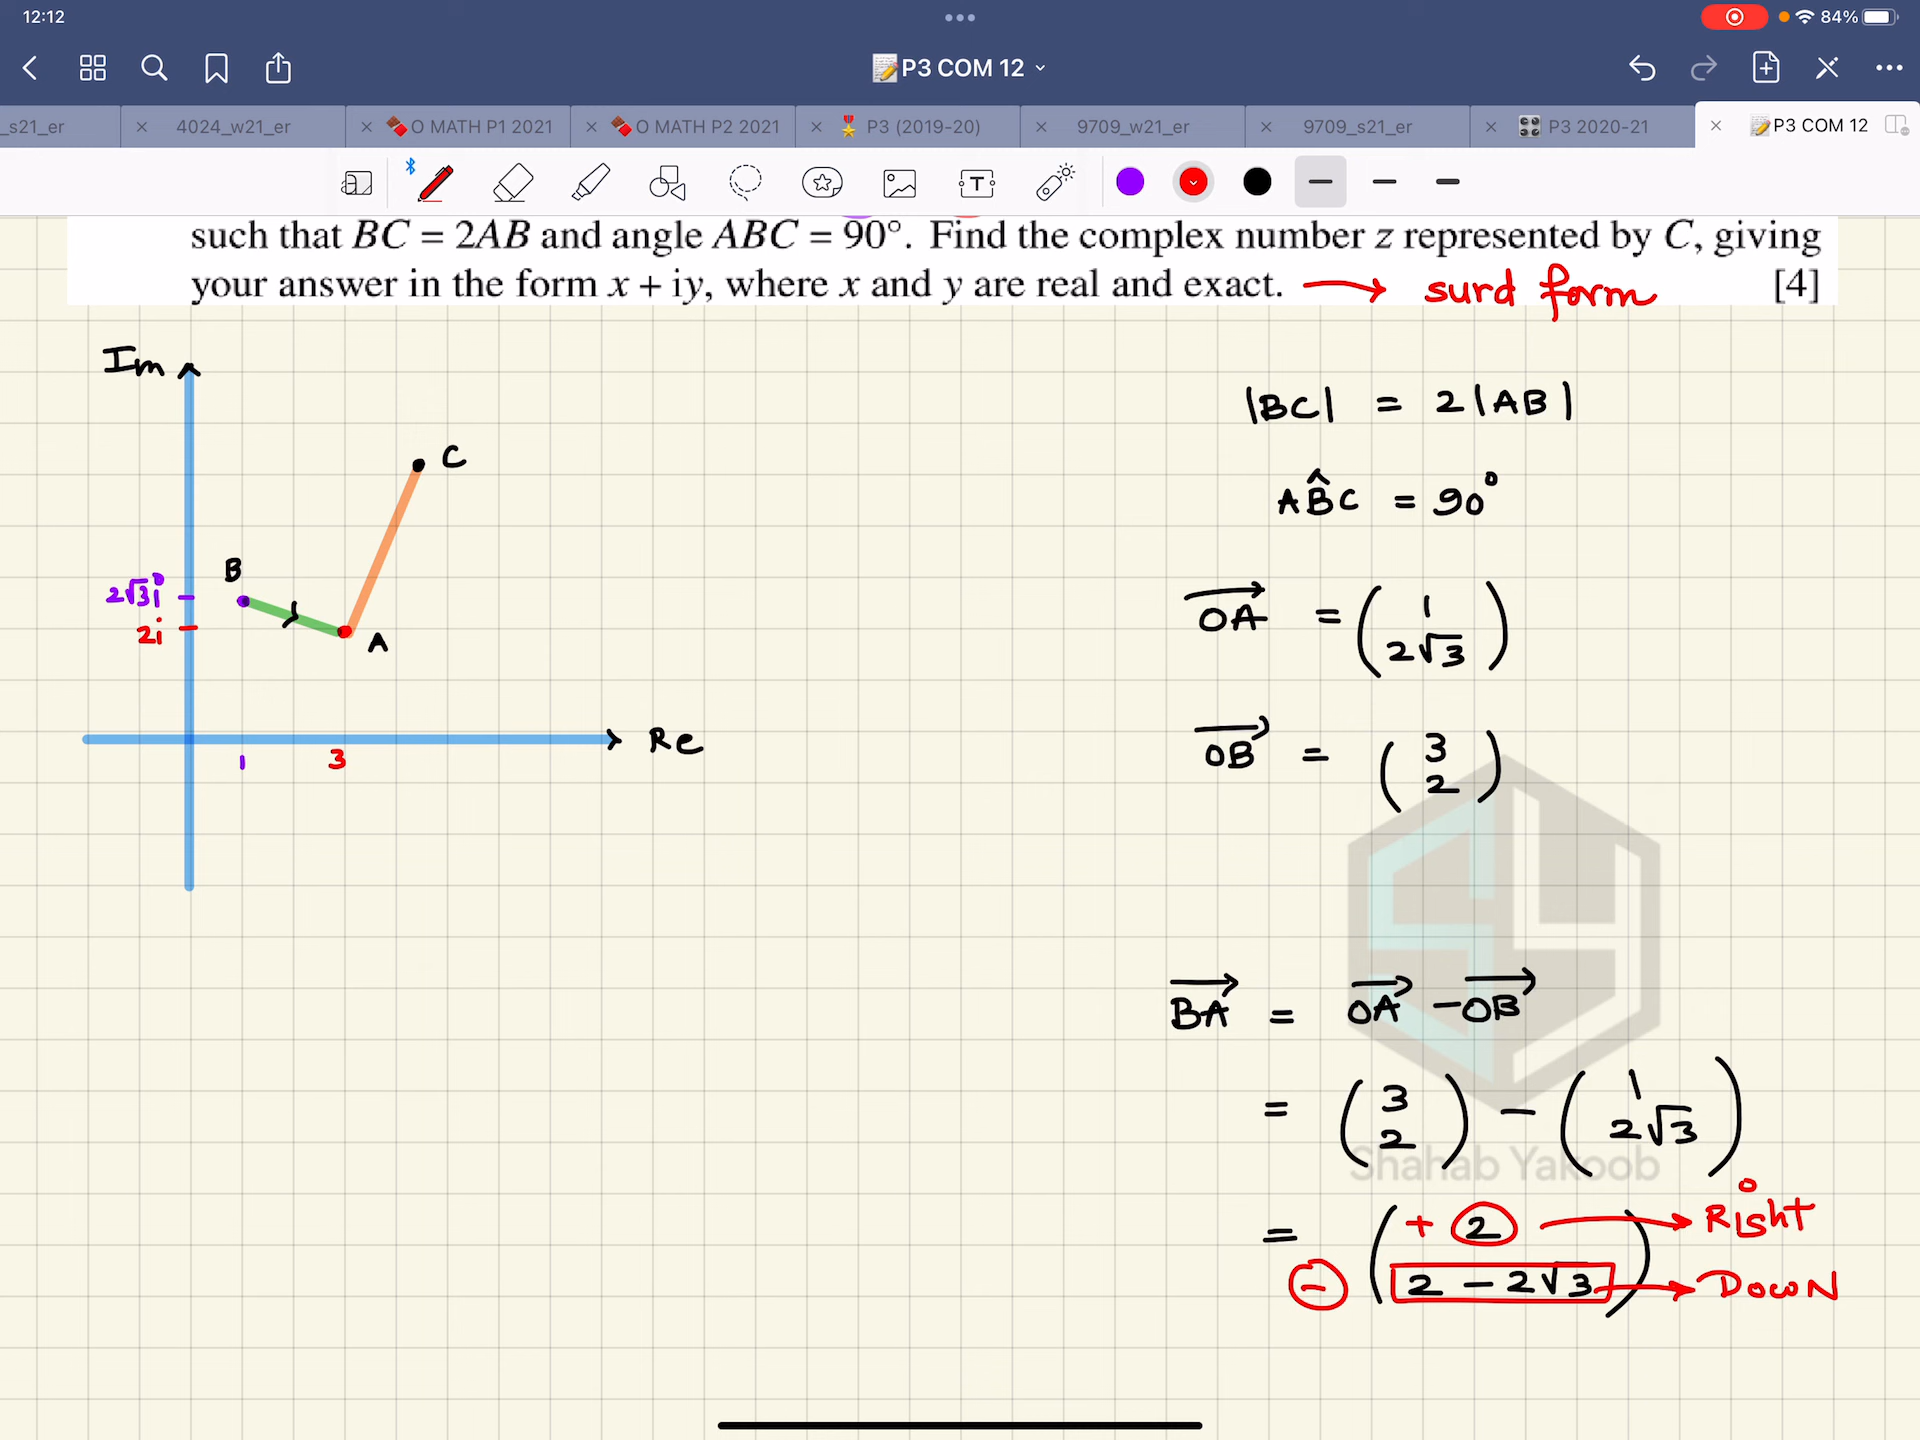 12:12
84%
P3 COM 12
_s21_er
4024_w21_er
O MATH P1 2021
O MATH P2 2021
P3 (2019-20)
9709_w21_er
9709_s21_er
P3 2020-21
P3 COM 12
such that BC = 2AB and angle ABC = 90°. Find the complex number z represented by C, giving
your answer in the form x + iy, where x and y are real and exact. → surd form [4]
Im
C
B
2√3i
2i
A
Re
1
3
|BC| = 2|AB|
AB̂C = 90°
OA⃗ = (1
2√3)
OB⃗ = (3
2)
BA⃗ = OA⃗ − OB⃗
= (3
2) − (1
2√3)
Shahab Yakoob
= (+ 2 → Right
− 2 − 2√3) → DOWN